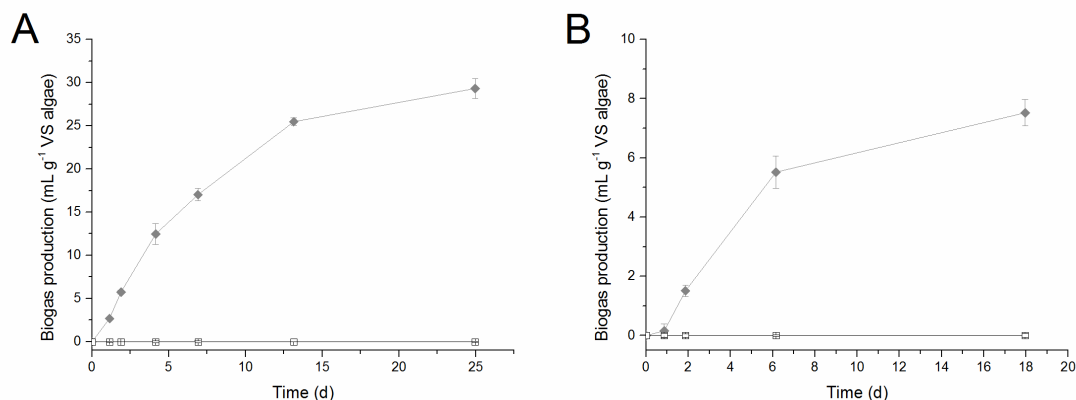 A
35
30
25
20
15
10
5
0
Biogas production (mL g⁻¹ VS algae)
0 5 10 15 20 25
Time (d)
B
10
8
6
4
2
0
Biogas production (mL g⁻¹ VS algae)
0 2 4 6 8 10 12 14 16 18 20
Time (d)